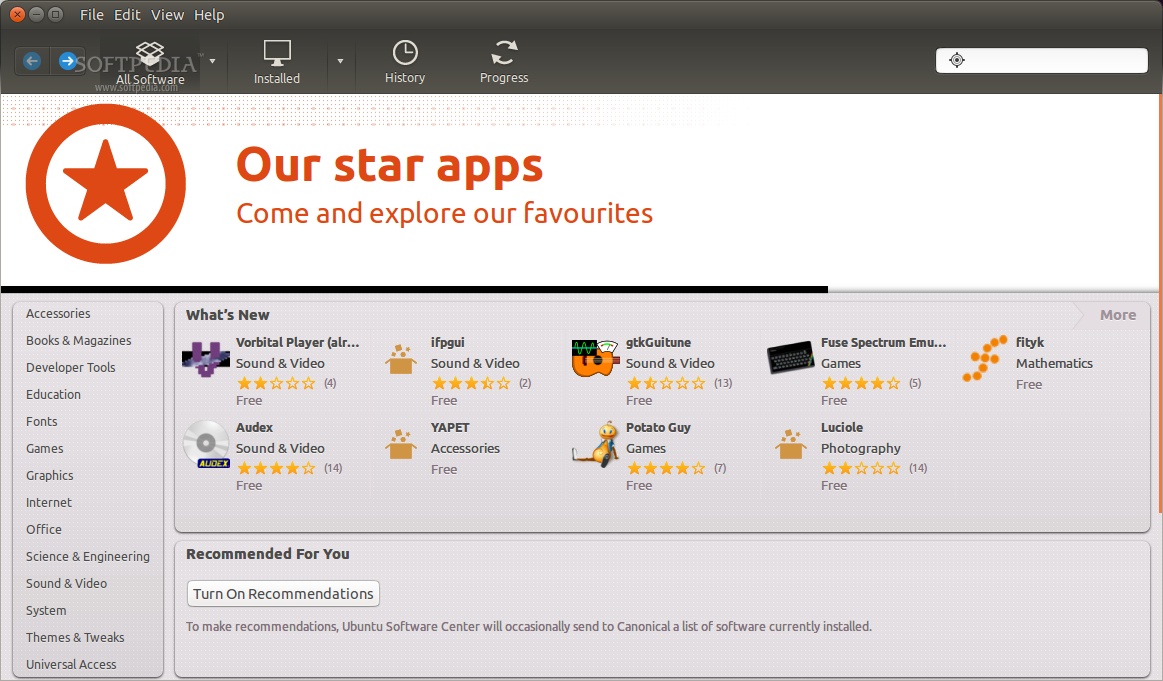 File Edit View Help
SOFTPEDIA™
www.softpedia.com
All Software
Installed
History
Progress
Our star apps
Come and explore our favourites
Accessories
Books & Magazines
Developer Tools
Education
Fonts
Games
Graphics
Internet
Office
Science & Engineering
Sound & Video
System
Themes & Tweaks
Universal Access
What's New
More
Vorbital Player (alr...
Sound & Video
(4)
Free
ifpgui
Sound & Video
(2)
Free
gtkGuitune
Sound & Video
(13)
Free
Fuse Spectrum Emu...
Games
(5)
Free
fityk
Mathematics
Free
AUDEX
Audex
Sound & Video
(14)
Free
YAPET
Accessories
Free
Potato Guy
Games
(7)
Free
Luciole
Photography
(14)
Free
Recommended For You
Turn On Recommendations
To make recommendations, Ubuntu Software Center will occasionally send to Canonical a list of software currently installed.